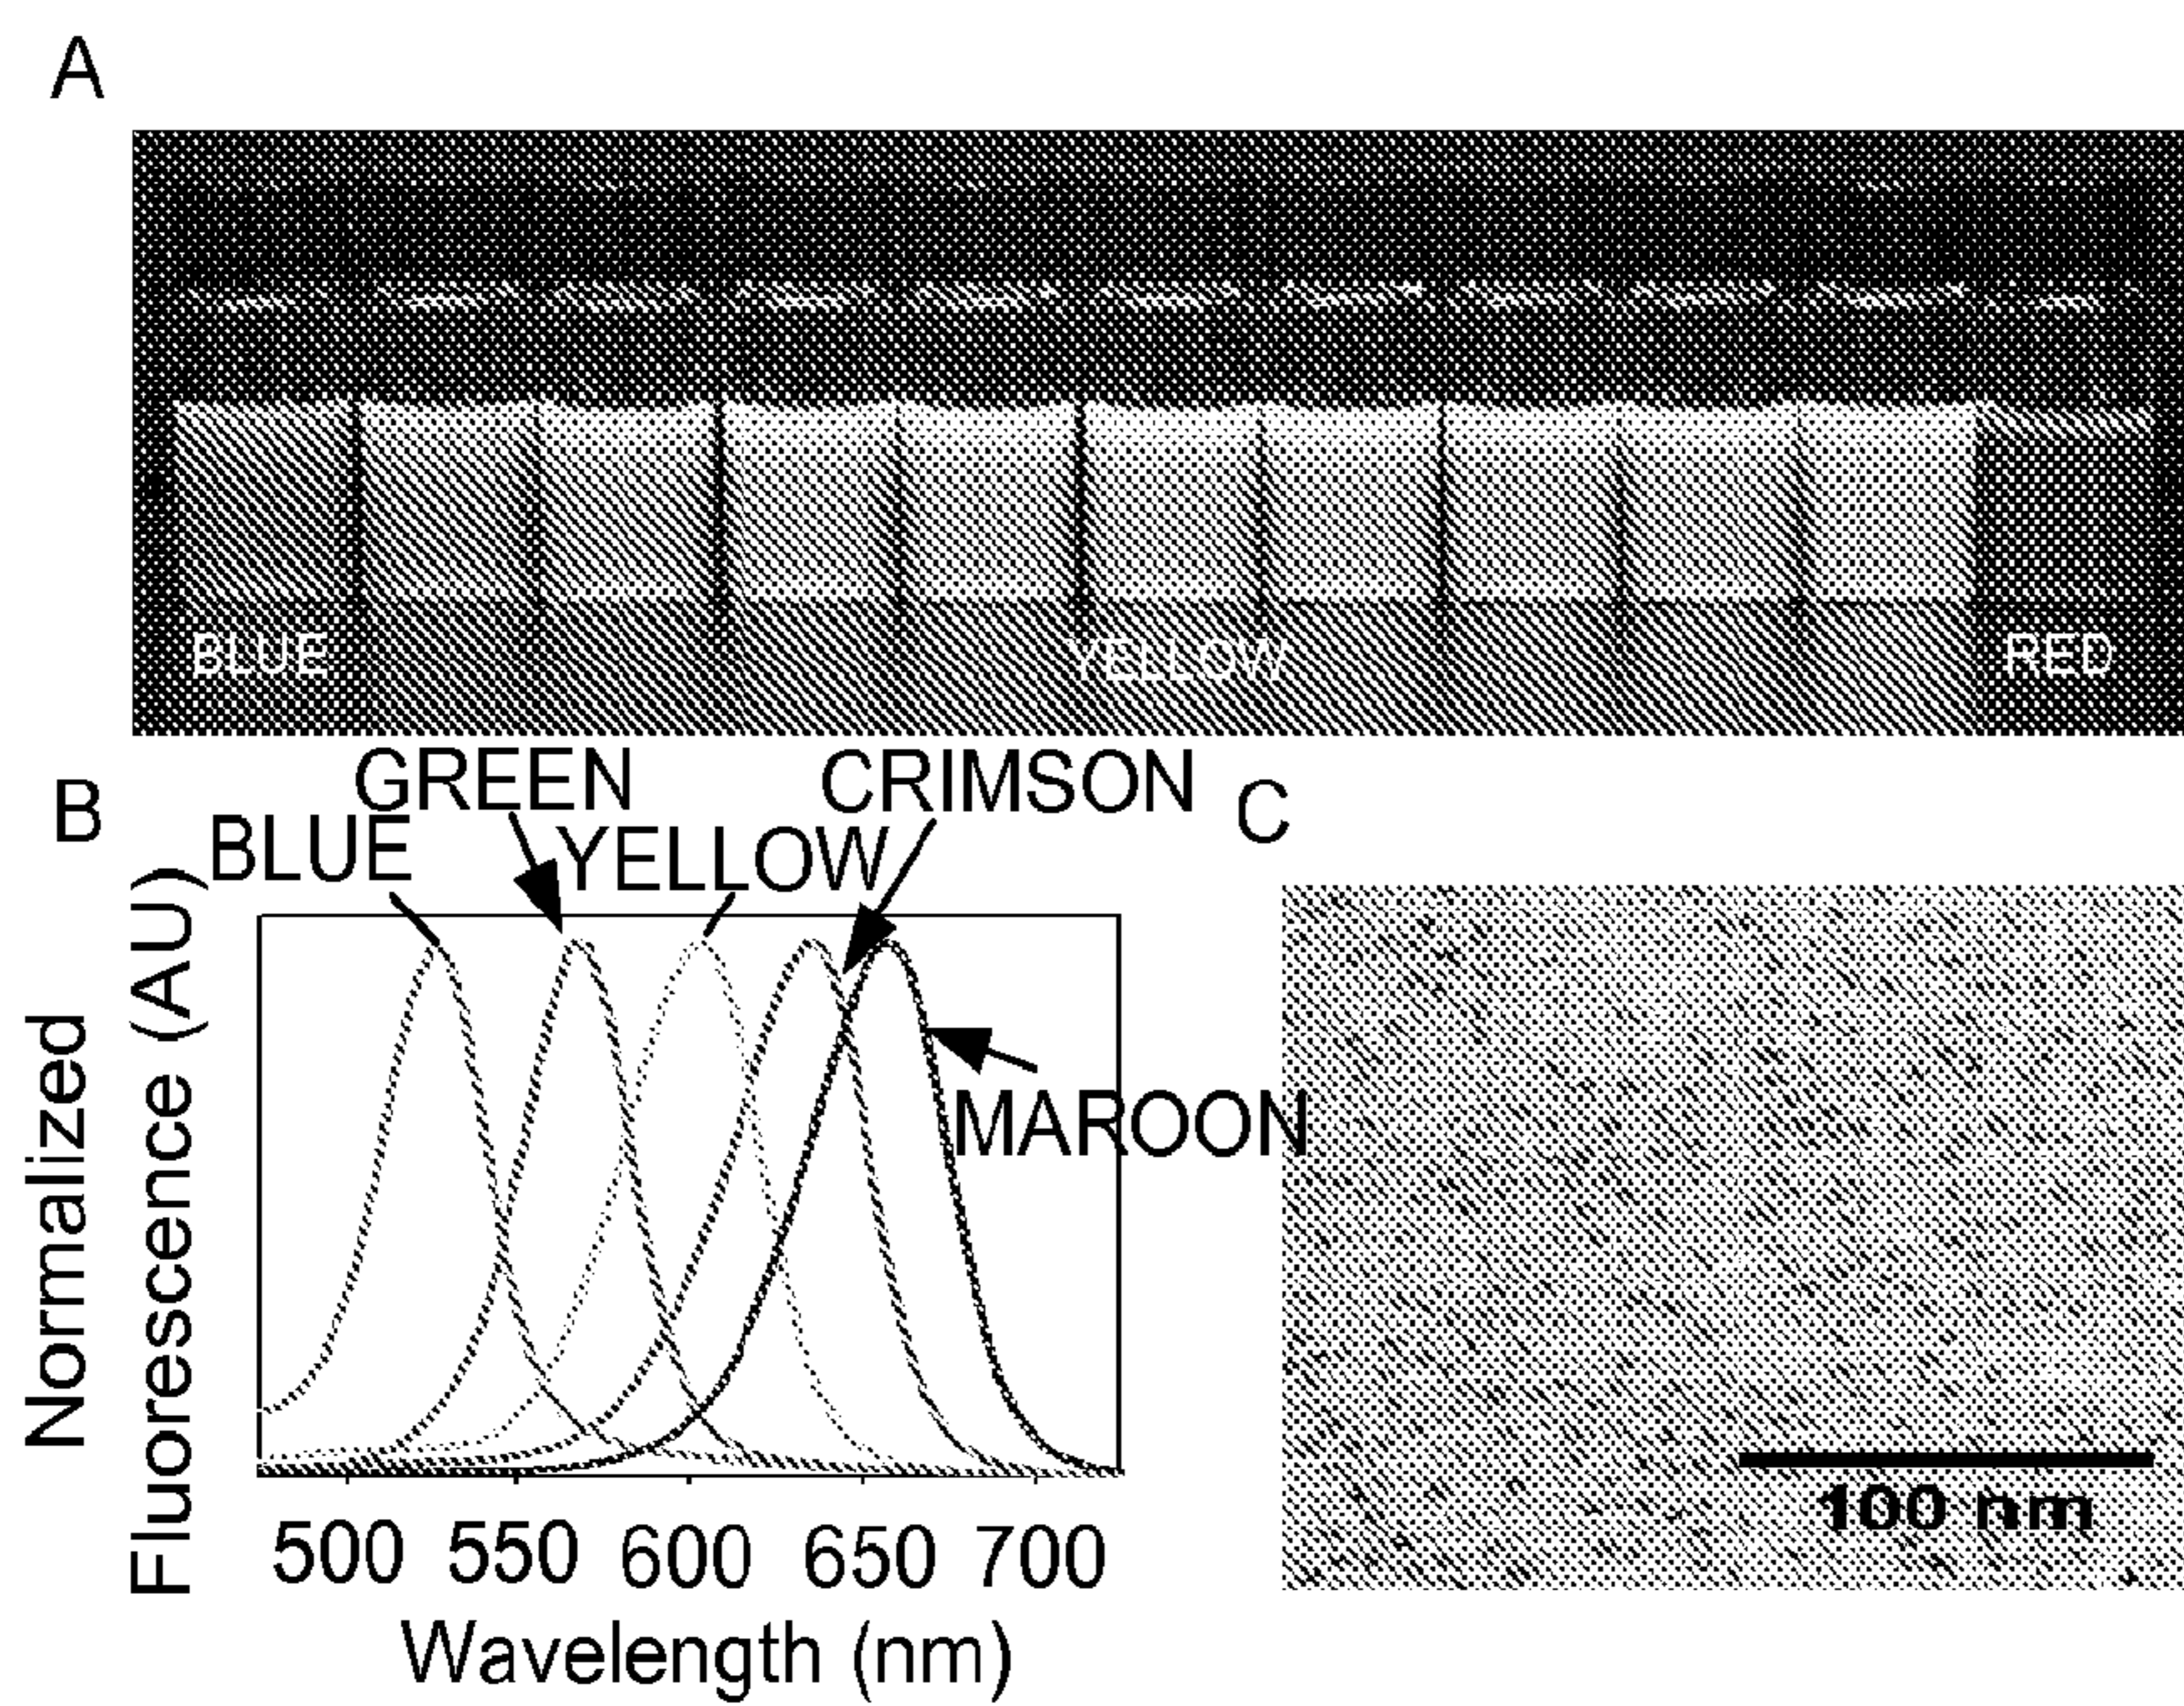 A
BLUE YELLOW RED
B
GREEN CRIMSON
BLUE YELLOW
MAROON
Normalized
Fluorescence (AU)
500 550 600 650 700
Wavelength (nm)
C
100 nm